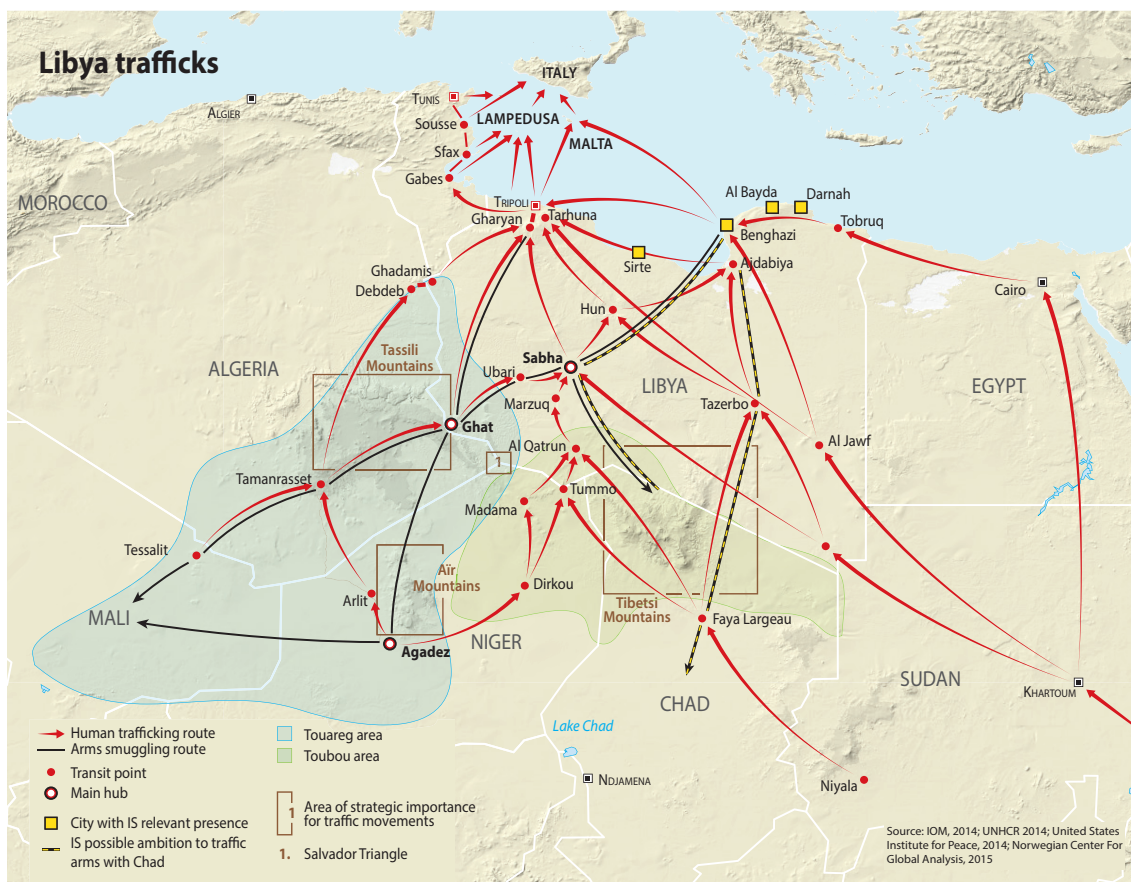 Libya trafficks
ITALY
TUNIS
ALGIER
LAMPEDUSA
Sousse
MALTA
Sfax
Gabes
MOROCCO
Al Bayda
Darnah
TRIPOLI
Gharyan
Tarhuna
Tobruq
Benghazi
Sirte
Ajdabiya
Ghadamis
Debdeb
Cairo
Hun
Tassili
Mountains
Sabha
ALGERIA
Ubari
LIBYA
EGYPT
Marzuq
Tazerbo
Ghat
Al Qatrun
Al Jawf
1
Tamanrasset
Tummo
Madama
Tessalit
Aïr
Mountains
Dirkou
Arlit
Tibetsi
Mountains
MALI
Faya Largeau
NIGER
Agadez
SUDAN
KHARTOUM
CHAD
Lake Chad
NDJAMENA
Niyala
Human trafficking route
Arms smuggling route
Transit point
Main hub
City with IS relevant presence
IS possible ambition to traffic
arms with Chad
Touareg area
Toubou area
1
Area of strategic importance
for traffic movements
1. Salvador Triangle
Source: IOM, 2014; UNHCR 2014; United States
Institute for Peace, 2014; Norwegian Center For
Global Analysis, 2015